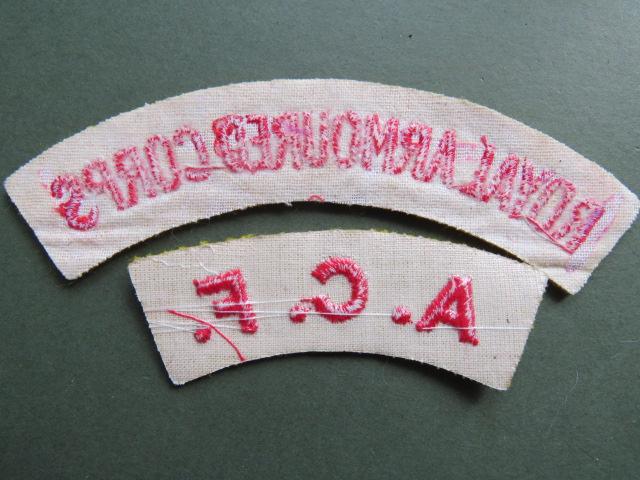 ROYAL ARMOURED CORPS
A. C. F.